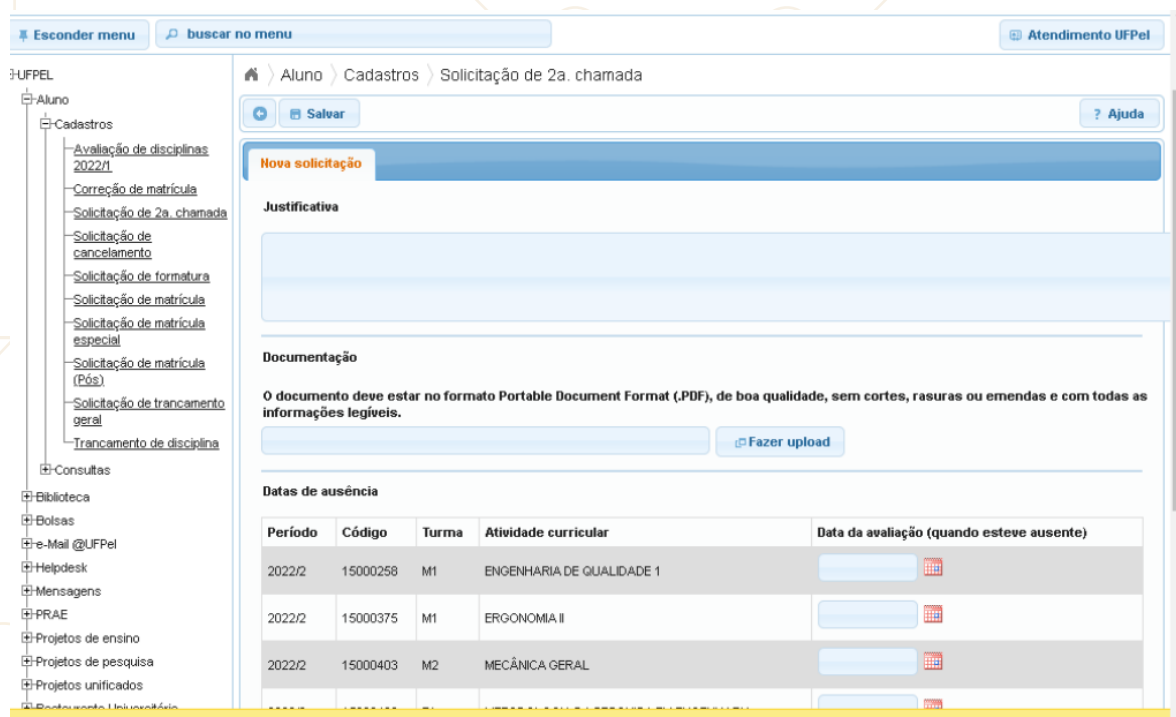 Esconder menu
buscar no menu
Atendimento UFPel
UFPEL
Aluno
Cadastros
Avaliação de disciplinas
2022/1
Correção de matrícula
Solicitação de 2a. chamada
Solicitação de
cancelamento
Solicitação de formatura
Solicitação de matrícula
Solicitação de matrícula
especial
Solicitação de matrícula
(Pós)
Solicitação de trancamento
geral
Trancamento de disciplina
Consultas
Biblioteca
Bolsas
e-Mail @UFPel
Helpdesk
Mensagens
PRAE
Projetos de ensino
Projetos de pesquisa
Projetos unificados
Aluno Cadastros Solicitação de 2a. chamada
Salvar
? Ajuda
Nova solicitação
Justificativa
Documentação
O documento deve estar no formato Portable Document Format (.PDF), de boa qualidade, sem cortes, rasuras ou emendas e com todas as
informações legíveis.
Fazer upload
Datas de ausência
Período Código Turma Atividade curricular Data da avaliação (quando esteve ausente)
2022/2 15000258 M1 ENGENHARIA DE QUALIDADE 1
2022/2 15000375 M1 ERGONOMIA II
2022/2 15000403 M2 MECÂNICA GERAL